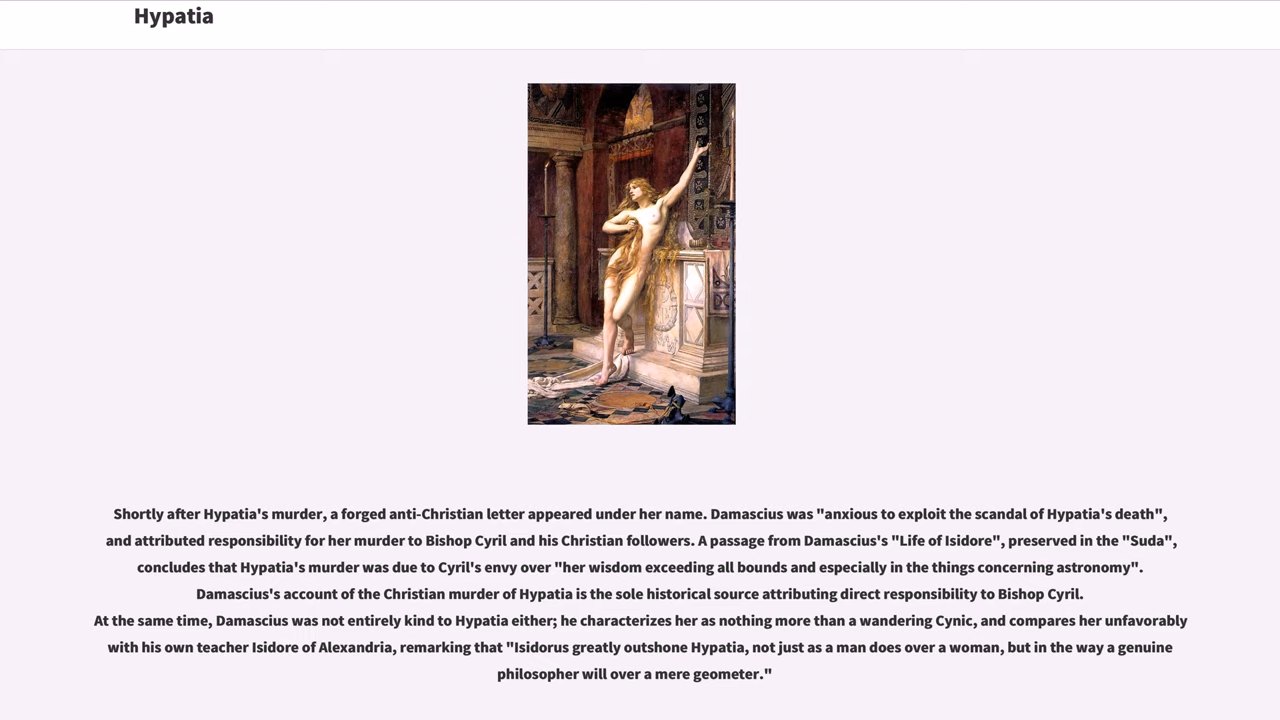 Hypatia
Shortly after Hypatia's murder, a forged anti-Christian letter appeared under her name. Damascius was "anxious to exploit the scandal of Hypatia's death",
and attributed responsibility for her murder to Bishop Cyril and his Christian followers. A passage from Damascius's "Life of Isidore", preserved in the "Suda",
concludes that Hypatia's murder was due to Cyril's envy over "her wisdom exceeding all bounds and especially in the things concerning astronomy".
Damascius's account of the Christian murder of Hypatia is the sole historical source attributing direct responsibility to Bishop Cyril.
At the same time, Damascius was not entirely kind to Hypatia either; he characterizes her as nothing more than a wandering Cynic, and compares her unfavorably
with his own teacher Isidore of Alexandria, remarking that "Isidorus greatly outshone Hypatia, not just as a man does over a woman, but in the way a genuine
philosopher will over a mere geometer."